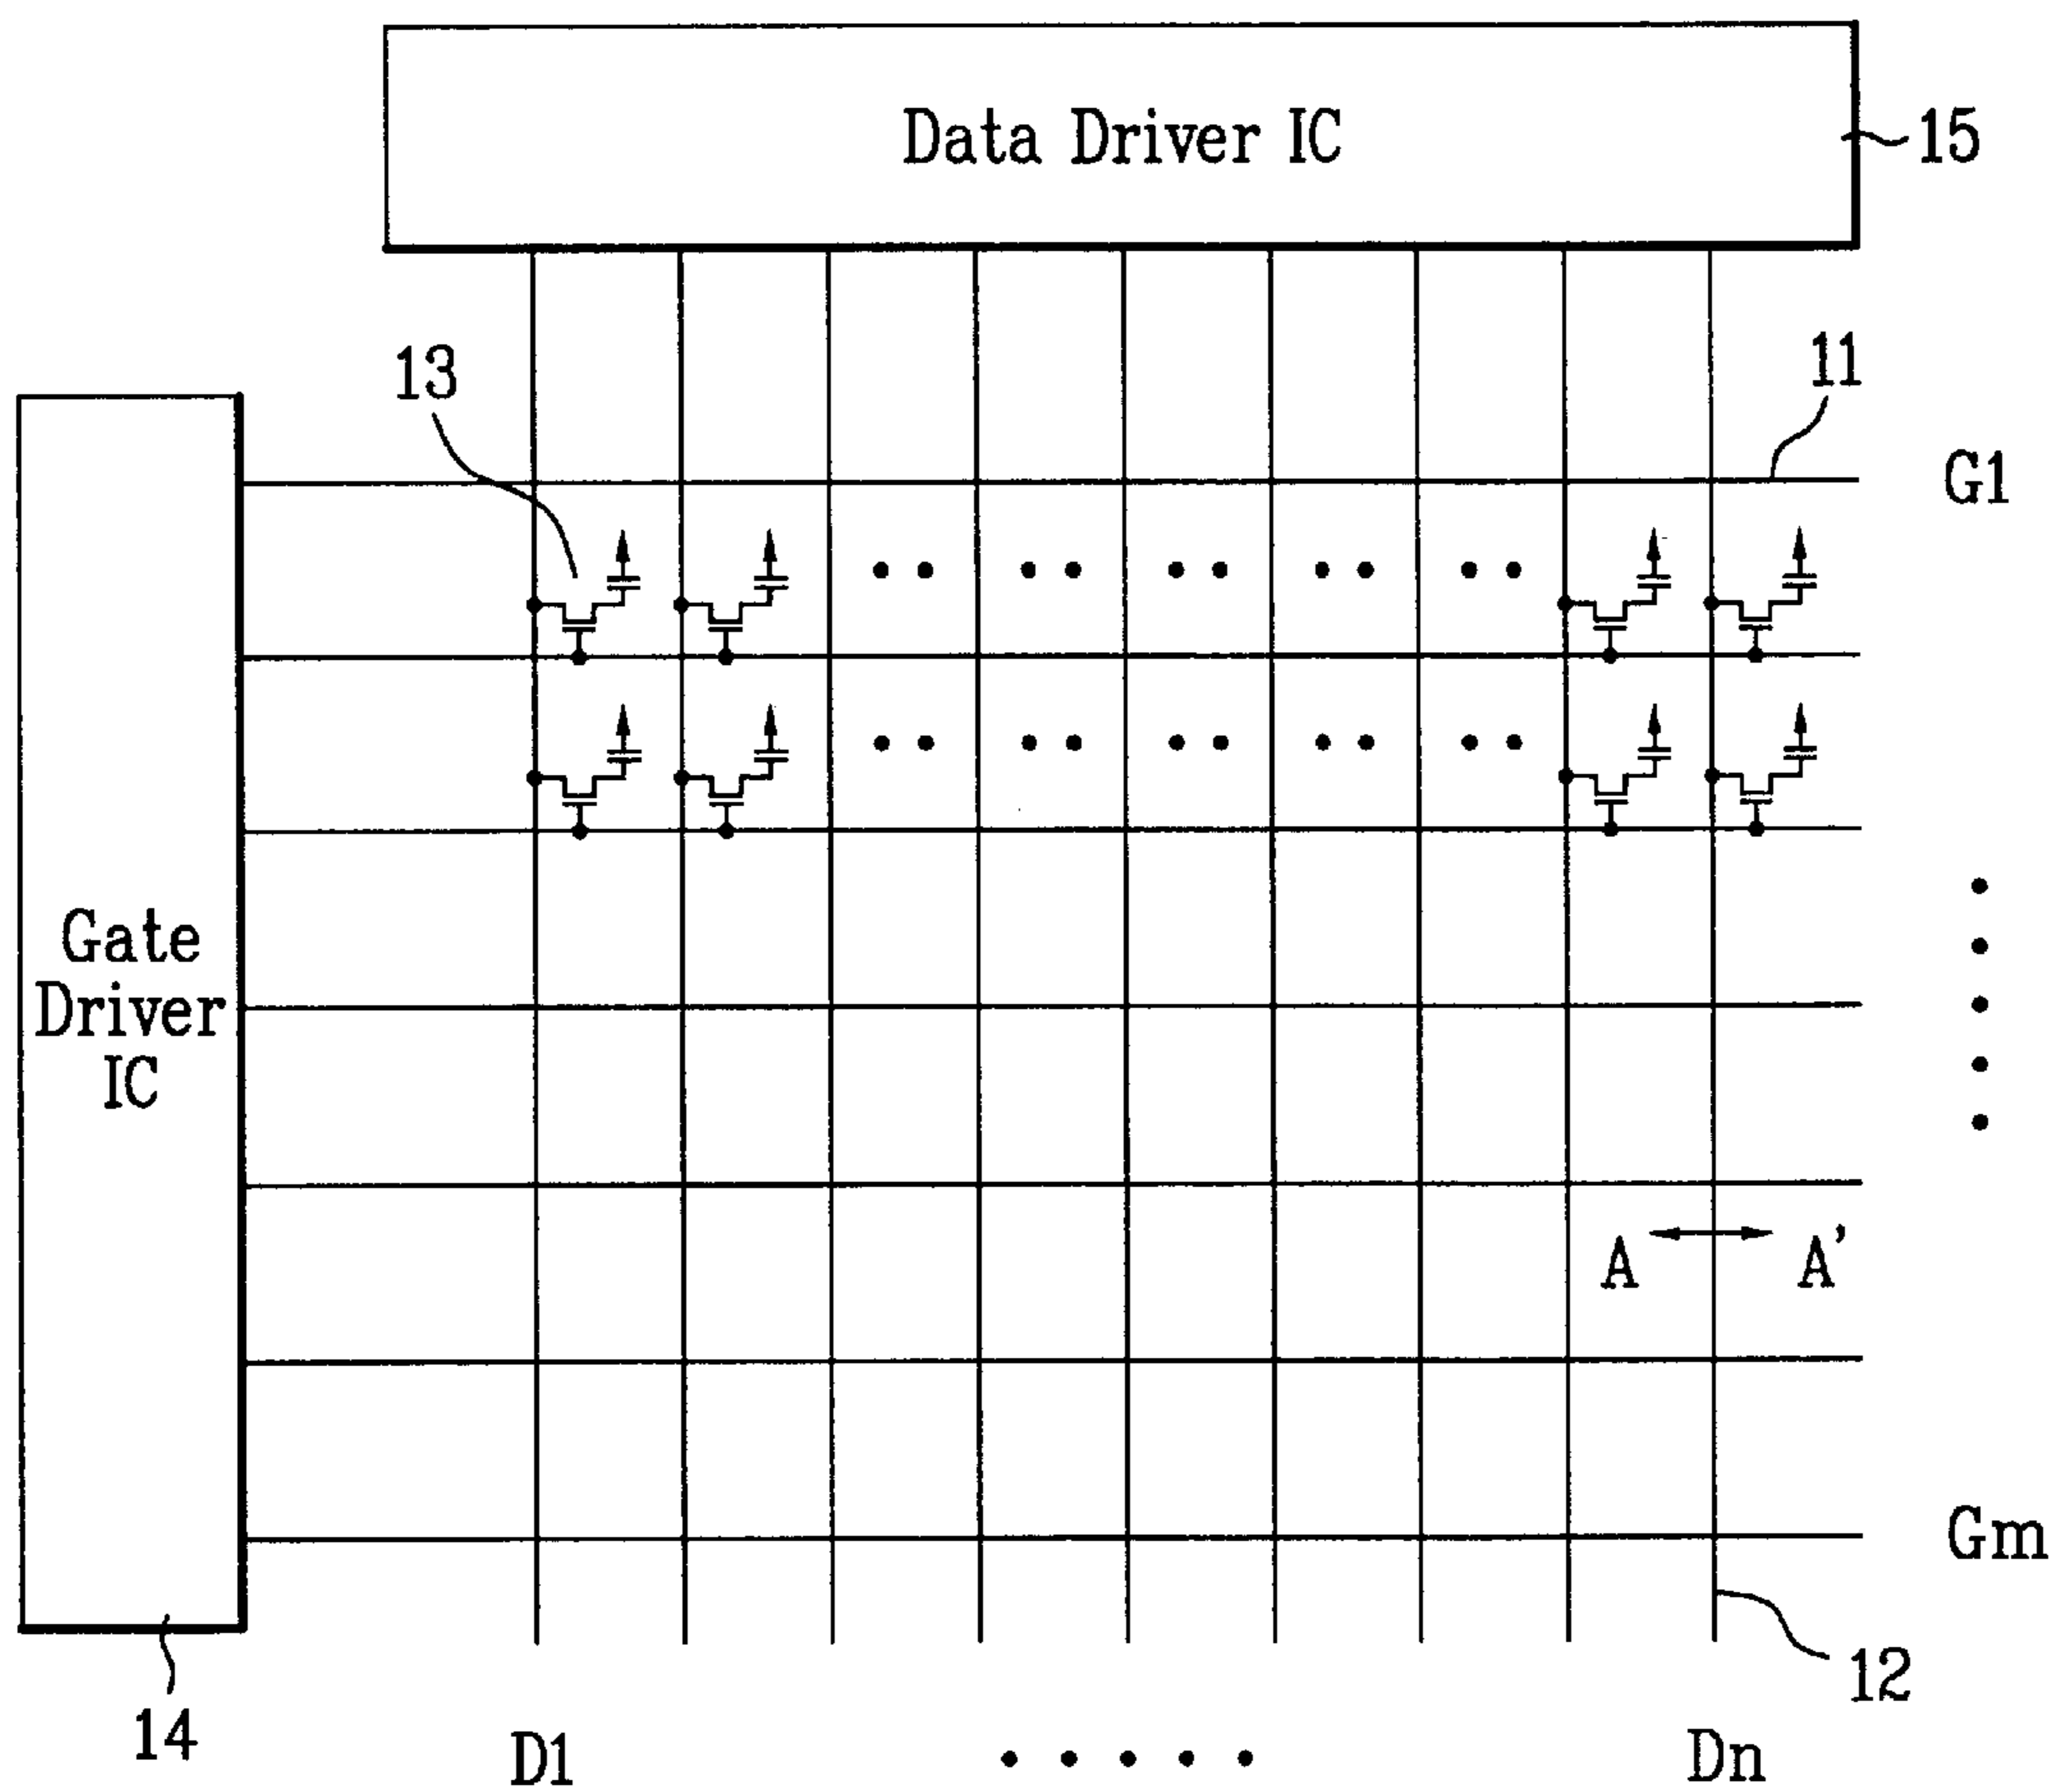 Data Driver IC
15
13
11
G1
Gate
Driver
IC
A
A'
Gm
12
14
D1
Dn